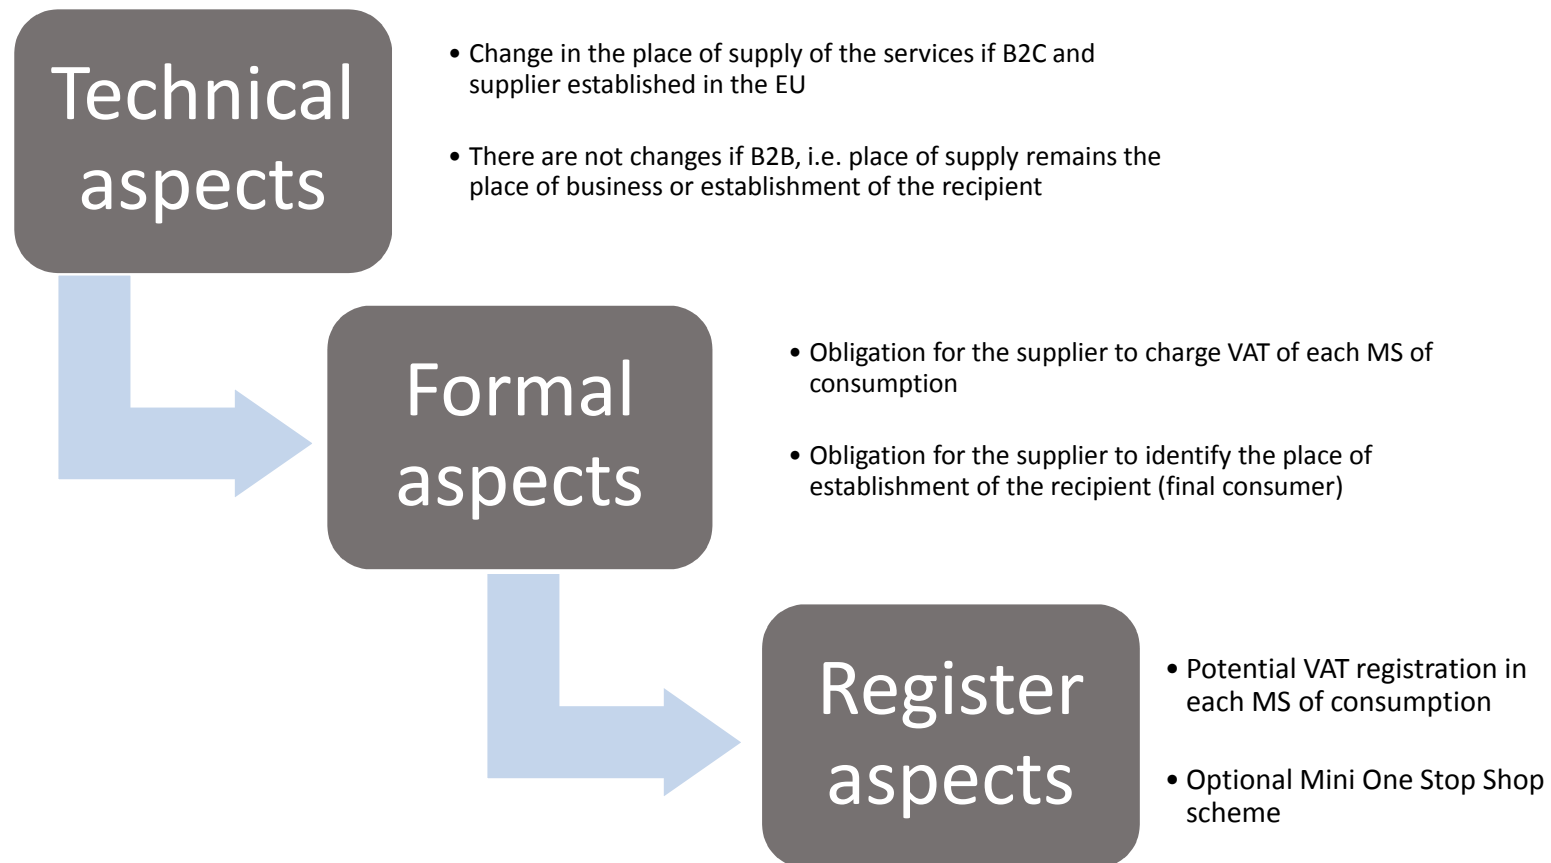 Technical
aspects
• Change in the place of supply of the services if B2C and
supplier established in the EU
• There are not changes if B2B, i.e. place of supply remains the
place of business or establishment of the recipient
Formal
aspects
• Obligation for the supplier to charge VAT of each MS of
consumption
• Obligation for the supplier to identify the place of
establishment of the recipient (final consumer)
Register
aspects
• Potential VAT registration in
each MS of consumption
• Optional Mini One Stop Shop
scheme